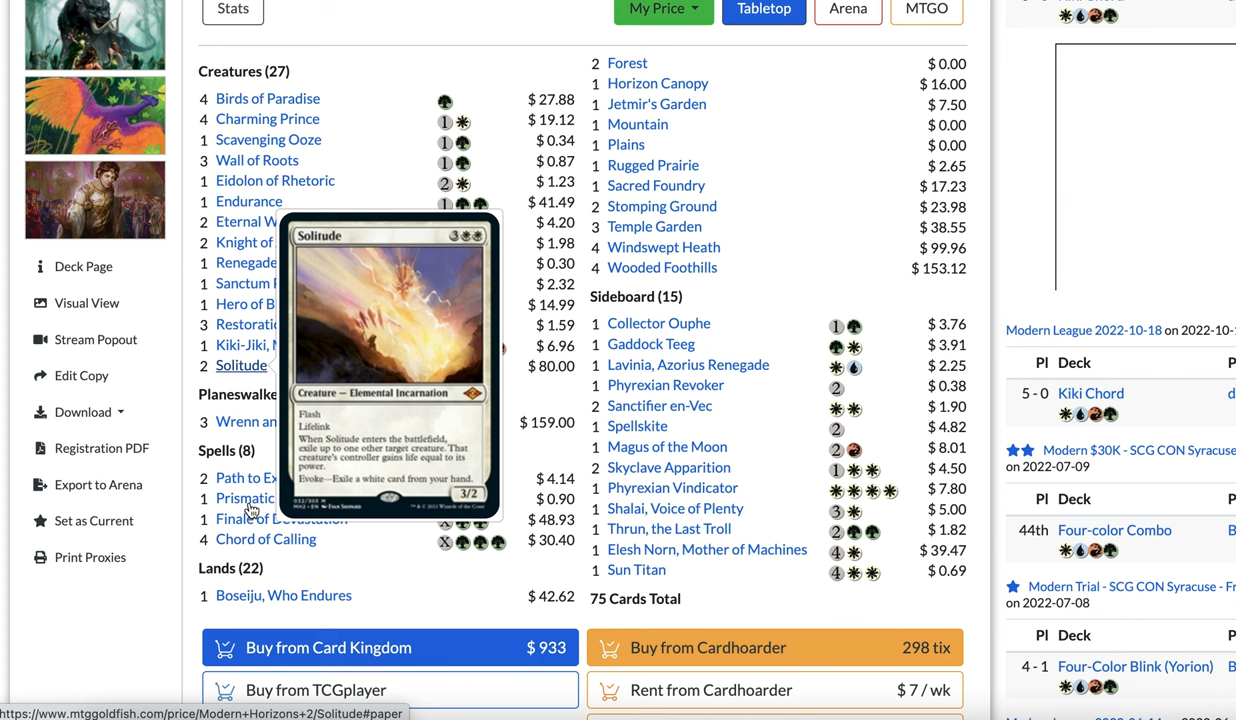 Stats
My Price
Tabletop
Arena
MTGO
Deck Page
Visual View
Stream Popout
Edit Copy
Download
Registration PDF
Export to Arena
Set as Current
Print Proxies
Creatures (27)
4 Birds of Paradise $ 27.88
4 Charming Prince 1 $ 19.12
1 Scavenging Ooze 1 $ 0.34
3 Wall of Roots 1 $ 0.87
1 Eidolon of Rhetoric 2 $ 1.23
1 Endurance 1 $ 41.49
2 Eternal W $ 4.20
2 Knight of $ 1.98
1 Renegade $ 0.30
1 Sanctum $ 2.32
1 Hero of B $ 14.99
3 Restorati $ 1.59
1 Kiki-Jiki, $ 6.96
2 Solitude $ 80.00
Planeswalke
3 Wrenn an $ 159.00
Spells (8)
2 Path to Ex $ 4.14
1 Prismatic $ 0.90
1 Finale of Devastation X $ 48.93
4 Chord of Calling X $ 30.40
Lands (22)
1 Boseiju, Who Endures $ 42.62
Solitude 3
Creature — Elemental Incarnation
Flash
Lifelink
When Solitude enters the battlefield,
exile up to one other target creature. That
creature's controller gains life equal to its
power.
Evoke—Exile a white card from your hand.
3/2
2 Forest $ 0.00
1 Horizon Canopy $ 16.00
1 Jetmir's Garden $ 7.50
1 Mountain $ 0.00
1 Plains $ 0.00
1 Rugged Prairie $ 2.65
1 Sacred Foundry $ 17.23
2 Stomping Ground $ 23.98
3 Temple Garden $ 38.55
4 Windswept Heath $ 99.96
4 Wooded Foothills $ 153.12
Sideboard (15)
1 Collector Ouphe 1 $ 3.76
1 Gaddock Teeg $ 3.91
1 Lavinia, Azorius Renegade $ 2.25
1 Phyrexian Revoker 2 $ 0.38
2 Sanctifier en-Vec $ 1.90
1 Spellskite 2 $ 4.82
1 Magus of the Moon 2 $ 8.01
2 Skyclave Apparition 1 $ 4.50
1 Phyrexian Vindicator $ 7.80
1 Shalai, Voice of Plenty 3 $ 5.00
1 Thrun, the Last Troll 2 $ 1.82
1 Elesh Norn, Mother of Machines 4 $ 39.47
1 Sun Titan 4 $ 0.69
75 Cards Total
Buy from Card Kingdom $ 933
Buy from Cardhoarder 298 tix
Buy from TCGplayer
Rent from Cardhoarder $ 7 / wk
Modern League 2022-10-18 on 2022-10-
Pl Deck
5 - 0 Kiki Chord
Modern $30K - SCG CON Syracuse
on 2022-07-09
Pl Deck
44th Four-color Combo
Modern Trial - SCG CON Syracuse - Fr
on 2022-07-08
Pl Deck
4 - 1 Four-Color Blink (Yorion)
https://www.mtggoldfish.com/price/Modern+Horizons+2/Solitude#paper